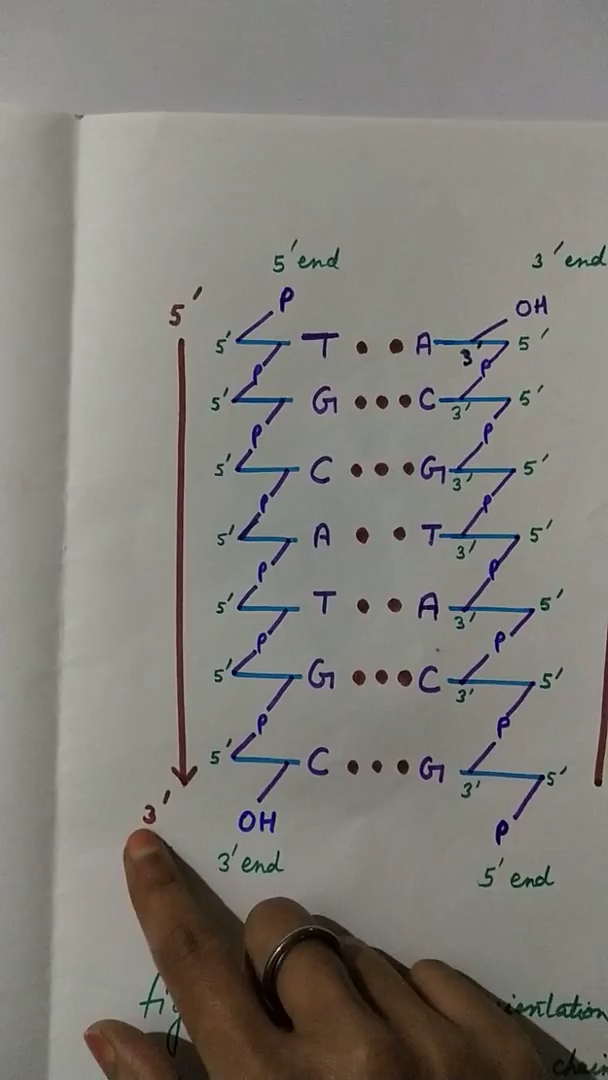 5'end 3'end
5' P OH
5' T A 3' 5'
P P
5' G C 3' 5'
P P
5' C G 3' 5'
P P
5' A T 3' 5'
P P
5' T A 3' 5'
P P
5' G C 3' 5'
P P
5' C G 3' 5'
3' OH P
3'end 5'end